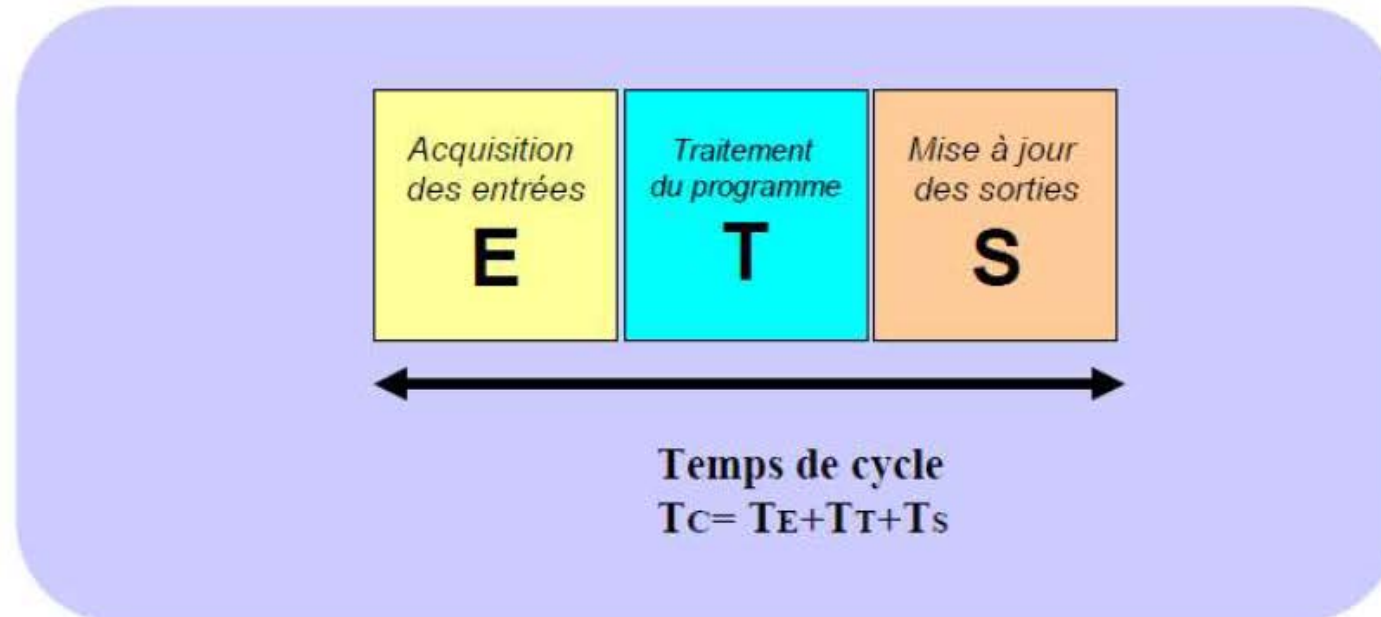 Acquisition
des entrées
E
Traitement
du programme
T
Mise à jour
des sorties
S
Temps de cycle
TC= TE+TT+TS